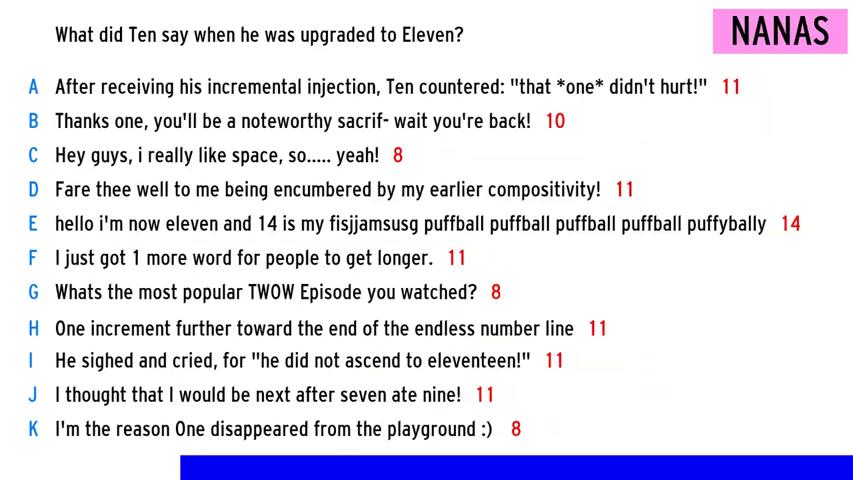 What did Ten say when he was upgraded to Eleven?
NANAS
A After receiving his incremental injection, Ten countered: "that *one* didn't hurt!" 11
B Thanks one, you'll be a noteworthy sacrif- wait you're back! 10
C Hey guys, i really like space, so..... yeah! 8
D Fare thee well to me being encumbered by my earlier compositivity! 11
E hello i'm now eleven and 14 is my fisjjamsusg puffball puffball puffball puffball puffybally 14
F I just got 1 more word for people to get longer. 11
G Whats the most popular TWOW Episode you watched? 8
H One increment further toward the end of the endless number line 11
I He sighed and cried, for "he did not ascend to eleventeen!" 11
J I thought that I would be next after seven ate nine! 11
K I'm the reason One disappeared from the playground :) 8